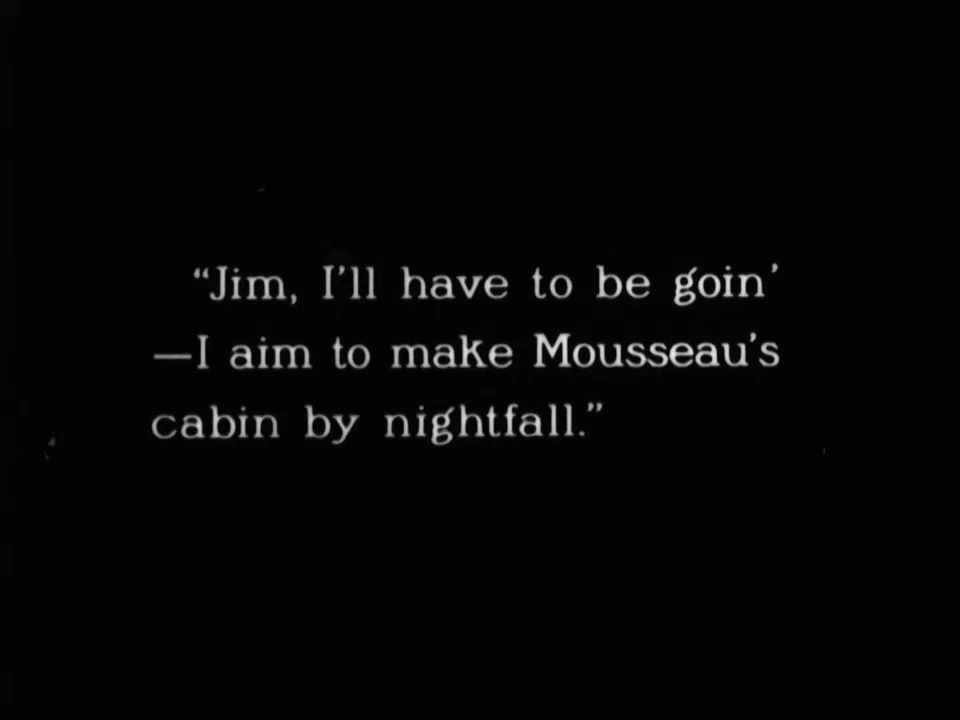 “Jim, I’ll have to be goin’
—I aim to make Mousseau’s
cabin by nightfall.”